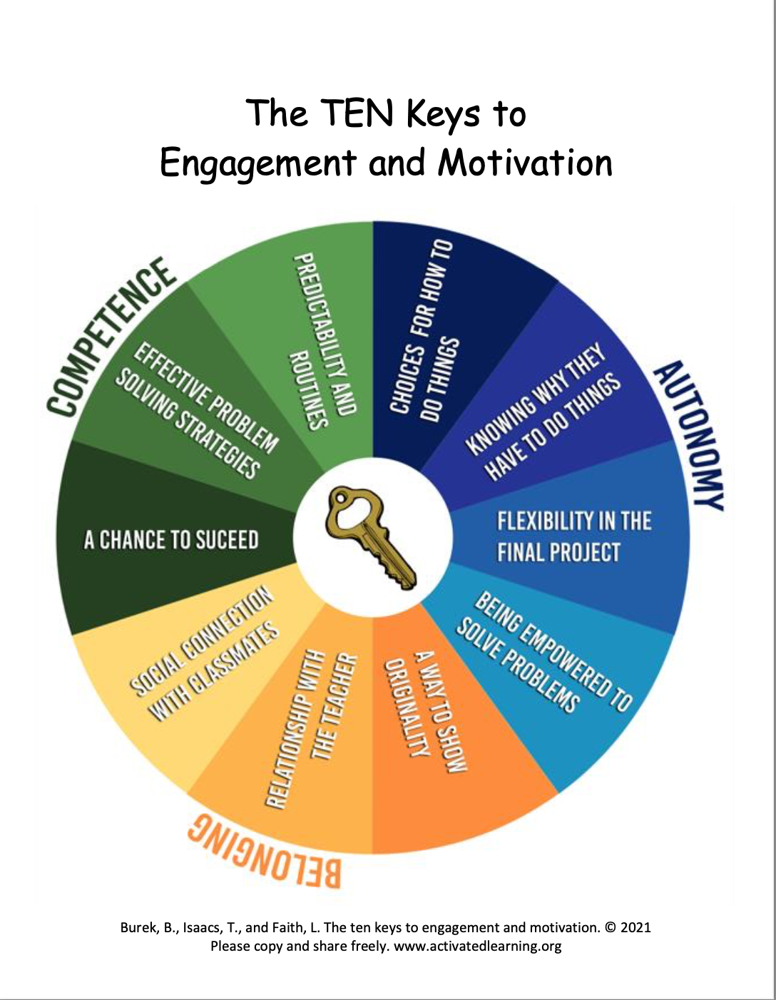 The TEN Keys to
Engagement and Motivation
COMPETENCE
AUTONOMY
BELONGING
PREDICTABILITY AND
ROUTINES
CHOICES FOR HOW TO
DO THINGS
KNOWING WHY THEY
HAVE TO DO THINGS
FLEXIBILITY IN THE
FINAL PROJECT
BEING EMPOWERED TO
SOLVE PROBLEMS
A WAY TO SHOW
ORIGINALITY
RELATIONSHIP WITH
THE TEACHER
SOCIAL CONNECTION
WITH CLASSMATES
A CHANCE TO SUCEED
EFFECTIVE PROBLEM
SOLVING STRATEGIES
Burek, B., Isaacs, T., and Faith, L. The ten keys to engagement and motivation. © 2021
Please copy and share freely. www.activatedlearning.org